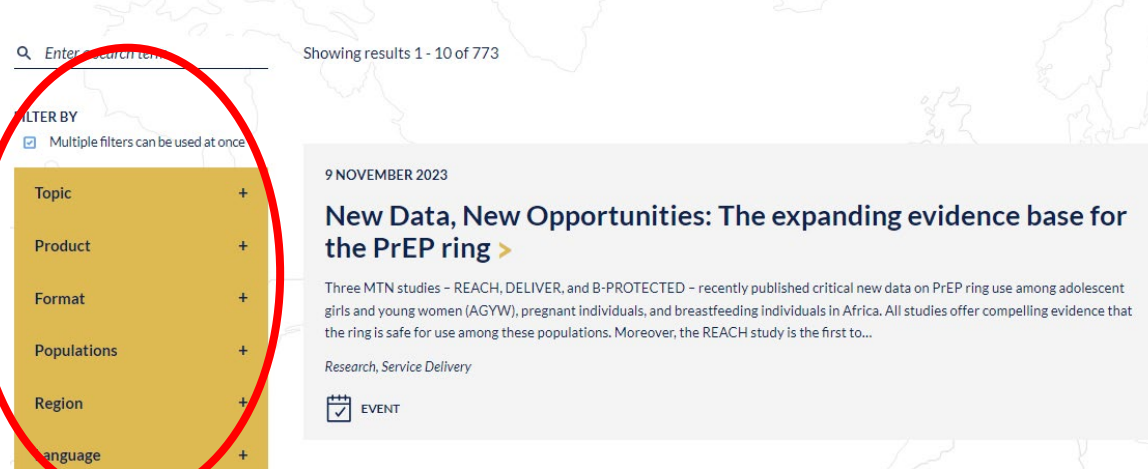 Enter a search term
Showing results 1 - 10 of 773
FILTER BY
Multiple filters can be used at once
Topic +
Product +
Format +
Populations +
Region +
Language +
9 NOVEMBER 2023
New Data, New Opportunities: The expanding evidence base for
the PrEP ring >
Three MTN studies – REACH, DELIVER, and B-PROTECTED – recently published critical new data on PrEP ring use among adolescent
girls and young women (AGYW), pregnant individuals, and breastfeeding individuals in Africa. All studies offer compelling evidence that
the ring is safe for use among these populations. Moreover, the REACH study is the first to…
Research, Service Delivery
EVENT